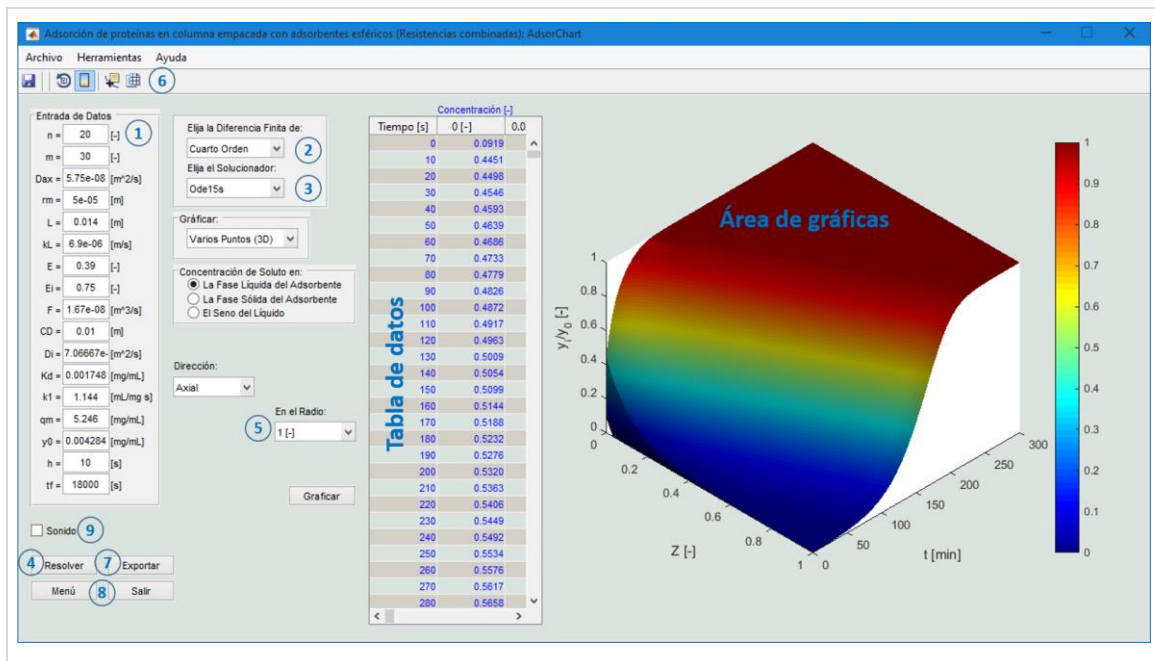 Adsorción de proteínas en columna empacada con adsorbentes esféricos (Resistencias combinadas): AdsorChart
Archivo Herramientas Ayuda
6
Entrada de Datos
1
n = 20 [-]
m = 30 [-]
Dax = 5.75e-08 [m^2/s]
rm = 5e-05 [m]
L = 0.014 [m]
kL = 6.9e-06 [m/s]
E = 0.39 [-]
Ei = 0.75 [-]
F = 1.67e-08 [m^3/s]
CD = 0.01 [m]
Di = 7.06667e- [m^2/s]
Kd = 0.001748 [mg/mL]
k1 = 1.144 [mL/mg s]
qm = 5.246 [mg/mL]
y0 = 0.004284 [mg/mL]
h = 10 [s]
tf = 18000 [s]
Sonido 9
4 Resolver 7 Exportar
Menú 8 Salir
Elija la Diferencia Finita de:
Cuarto Orden 2
Elija el Solucionador:
Ode15s 3
Gráficar:
Varios Puntos (3D)
Concentración de Soluto en:
La Fase Líquida del Adsorbente
La Fase Sólida del Adsorbente
El Seno del Líquido
Dirección:
Axial
En el Radio:
5 1 [-]
Graficar
Concentración [-]
Tiempo [s] 0 [-] 0.0
0 0.0919
10 0.4451
20 0.4498
30 0.4546
40 0.4593
50 0.4639
60 0.4686
70 0.4733
80 0.4779
90 0.4826
100 0.4872
110 0.4917
120 0.4963
130 0.5009
140 0.5054
150 0.5099
160 0.5144
170 0.5188
180 0.5232
190 0.5276
200 0.5320
210 0.5363
220 0.5406
230 0.5449
240 0.5492
250 0.5534
260 0.5576
270 0.5617
280 0.5658
Tabla de datos
Área de gráficas
y_i/y_0 [-]
1
0.8
0.6
0.4
0.2
0
0
0.2
0.4
0.6
0.8
1
Z [-]
0
50
100
150
200
250
300
t [min]
1
0.9
0.8
0.7
0.6
0.5
0.4
0.3
0.2
0.1
0